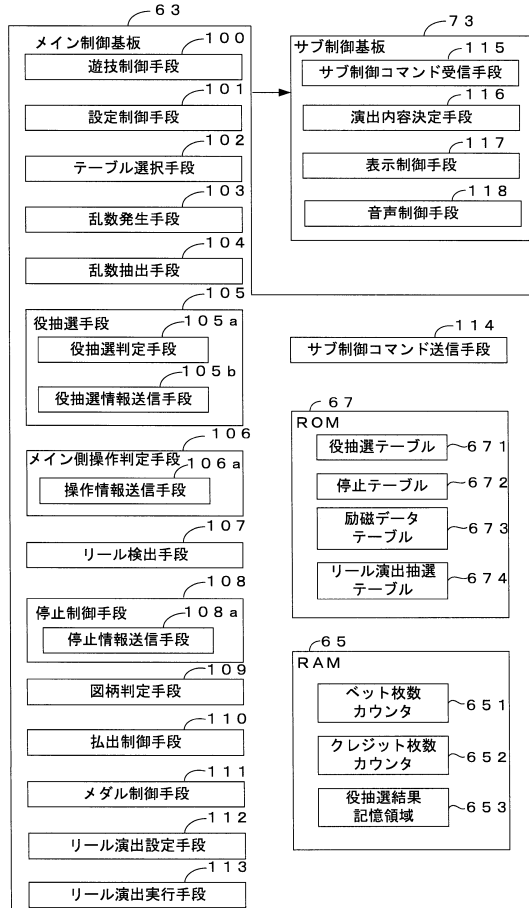 63
メイン制御基板
100
遊技制御手段
101
設定制御手段
102
テーブル選択手段
103
乱数発生手段
104
乱数抽出手段
105
役抽選手段
105a
役抽選判定手段
105b
役抽選情報送信手段
106
メイン側操作判定手段
106a
操作情報送信手段
107
リール検出手段
108
停止制御手段
108a
停止情報送信手段
109
図柄判定手段
110
払出制御手段
111
メダル制御手段
112
リール演出設定手段
113
リール演出実行手段
73
サブ制御基板
115
サブ制御コマンド受信手段
116
演出内容決定手段
117
表示制御手段
118
音声制御手段
114
サブ制御コマンド送信手段
67
ROM
役抽選テーブル
671
停止テーブル
672
励磁データ
テーブル
673
リール演出抽選
テーブル
674
65
RAM
ベット枚数
カウンタ
651
クレジット枚数
カウンタ
652
役抽選結果
記憶領域
653